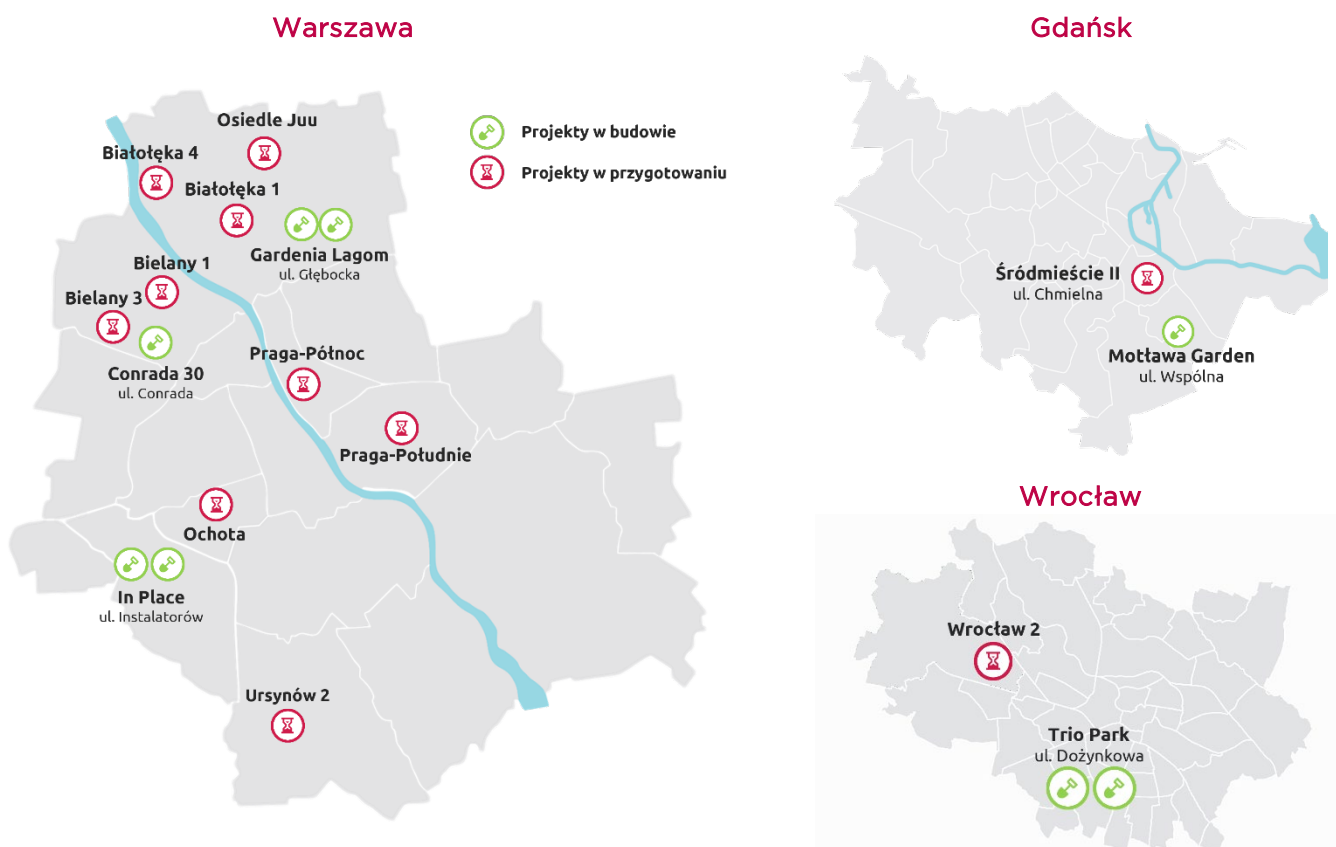 Warszawa
Osiedle Juu
Białołęka 4
Białołęka 1
Gardenia Lagom
ul. Głębocka
Bielany 1
Bielany 3
Conrada 30
ul. Conrada
Praga-Północ
Praga-Południe
Ochota
In Place
ul. Instalatorów
Ursynów 2
Projekty w budowie
Projekty w przygotowaniu
Gdańsk
Śródmieście II
ul. Chmielna
Motława Garden
ul. Wspólna
Wrocław
Wrocław 2
Trio Park
ul. Dożynkowa